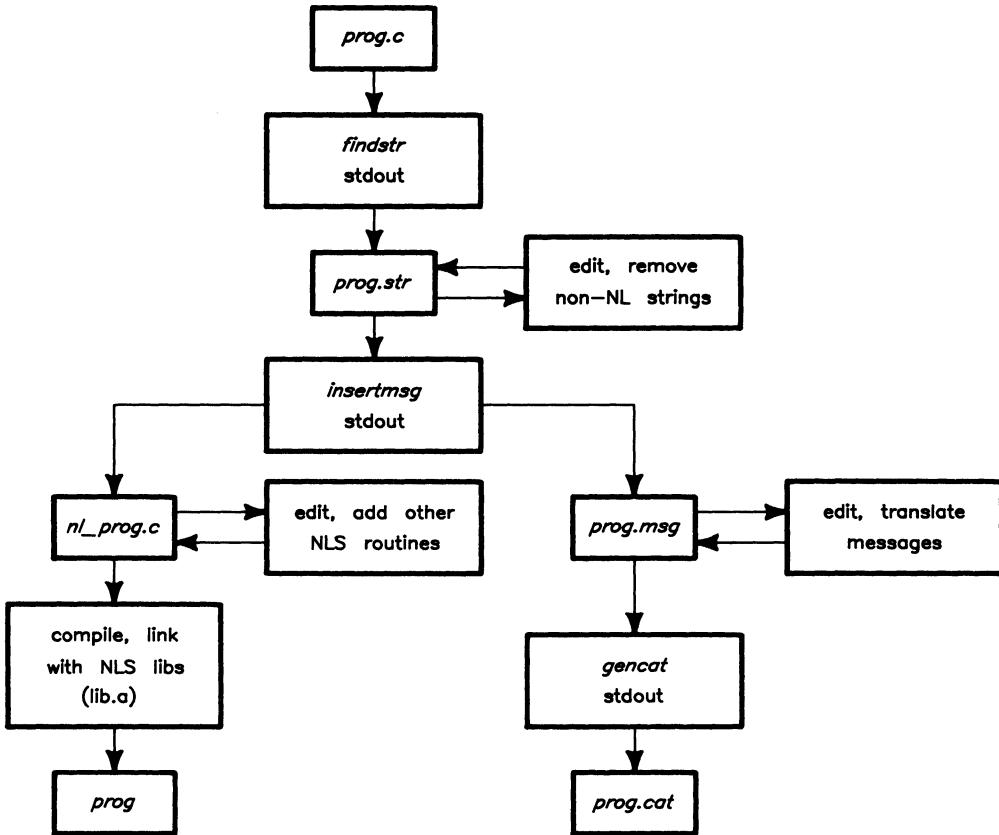 prog.c
findstr
stdout
prog.str
edit, remove
non-NL strings
insertmsg
stdout
nl_prog.c
edit, add other
NLS routines
prog.msg
edit, translate
messages
compile, link
with NLS libs
(lib.a)
gencat
stdout
prog
prog.cat